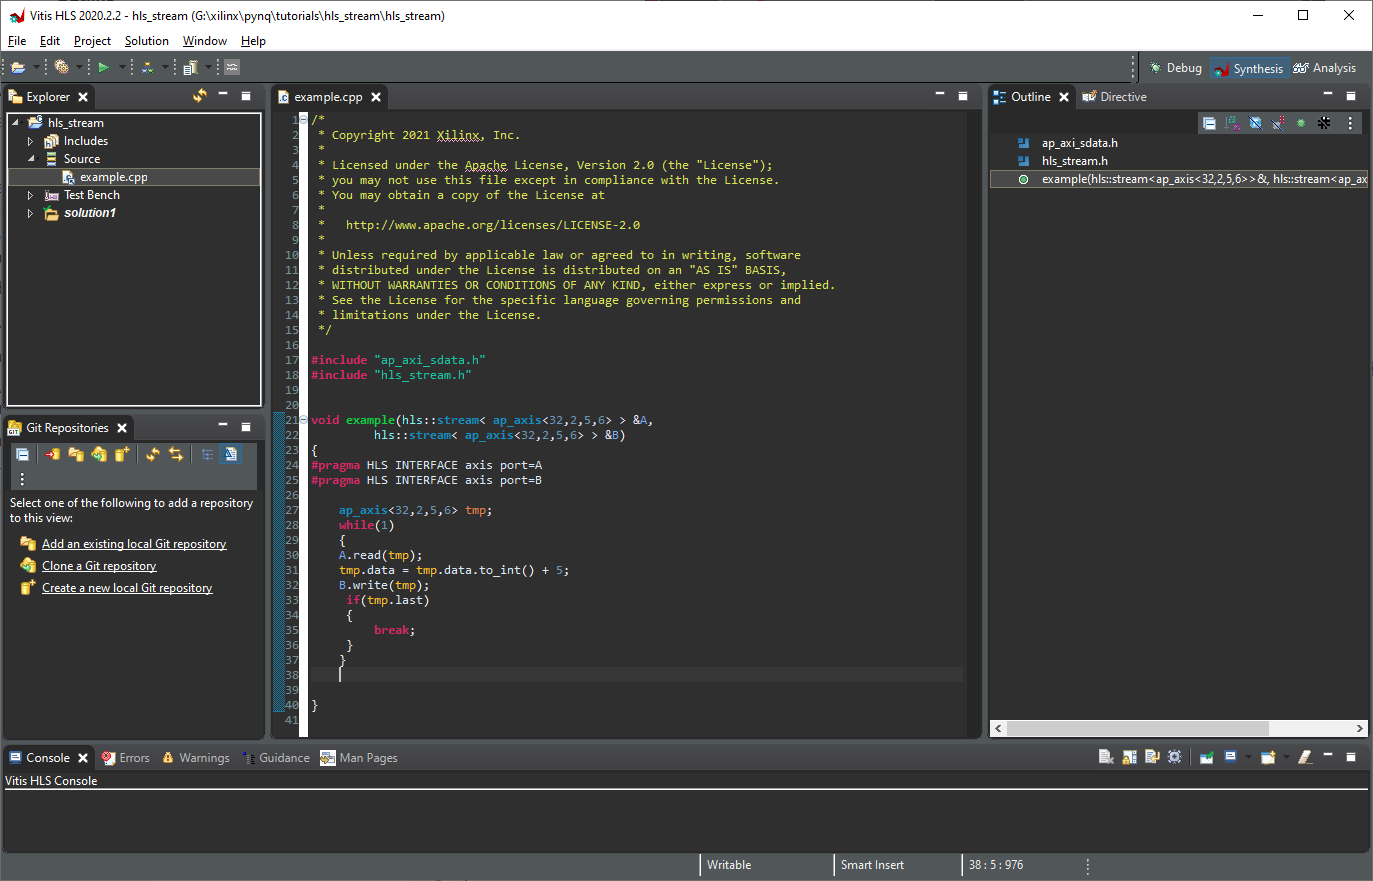 Vitis HLS 2020.2.2 - hls_stream (G:\xilinx\pynq\tutorials\hls_stream\hls_stream)
File Edit Project Solution Window Help
Debug Synthesis Analysis
Explorer
hls_stream
Includes
Source
example.cpp
Test Bench
solution1
Git Repositories
Select one of the following to add a repository
to this view:
Add an existing local Git repository
Clone a Git repository
Create a new local Git repository
example.cpp
1 /*
2 * Copyright 2021 Xilinx, Inc.
3 *
4 * Licensed under the Apache License, Version 2.0 (the "License");
5 * you may not use this file except in compliance with the License.
6 * You may obtain a copy of the License at
7 *
8 *   http://www.apache.org/licenses/LICENSE-2.0
9 *
10 * Unless required by applicable law or agreed to in writing, software
11 * distributed under the License is distributed on an "AS IS" BASIS,
12 * WITHOUT WARRANTIES OR CONDITIONS OF ANY KIND, either express or implied.
13 * See the License for the specific language governing permissions and
14 * limitations under the License.
15 */
16
17 #include "ap_axi_sdata.h"
18 #include "hls_stream.h"
19
20
21 void example(hls::stream< ap_axis<32,2,5,6> > &A,
22 hls::stream< ap_axis<32,2,5,6> > &B)
23 {
24 #pragma HLS INTERFACE axis port=A
25 #pragma HLS INTERFACE axis port=B
26
27 ap_axis<32,2,5,6> tmp;
28 while(1)
29 {
30 A.read(tmp);
31 tmp.data = tmp.data.to_int() + 5;
32 B.write(tmp);
33 if(tmp.last)
34 {
35 break;
36 }
37 }
38
39
40 }
41
Outline Directive
ap_axi_sdata.h
hls_stream.h
example(hls::stream<ap_axis<32,2,5,6>>&, hls::stream<ap_ax
Console Errors Warnings Guidance Man Pages
Vitis HLS Console
Writable Smart Insert 38 : 5 : 976